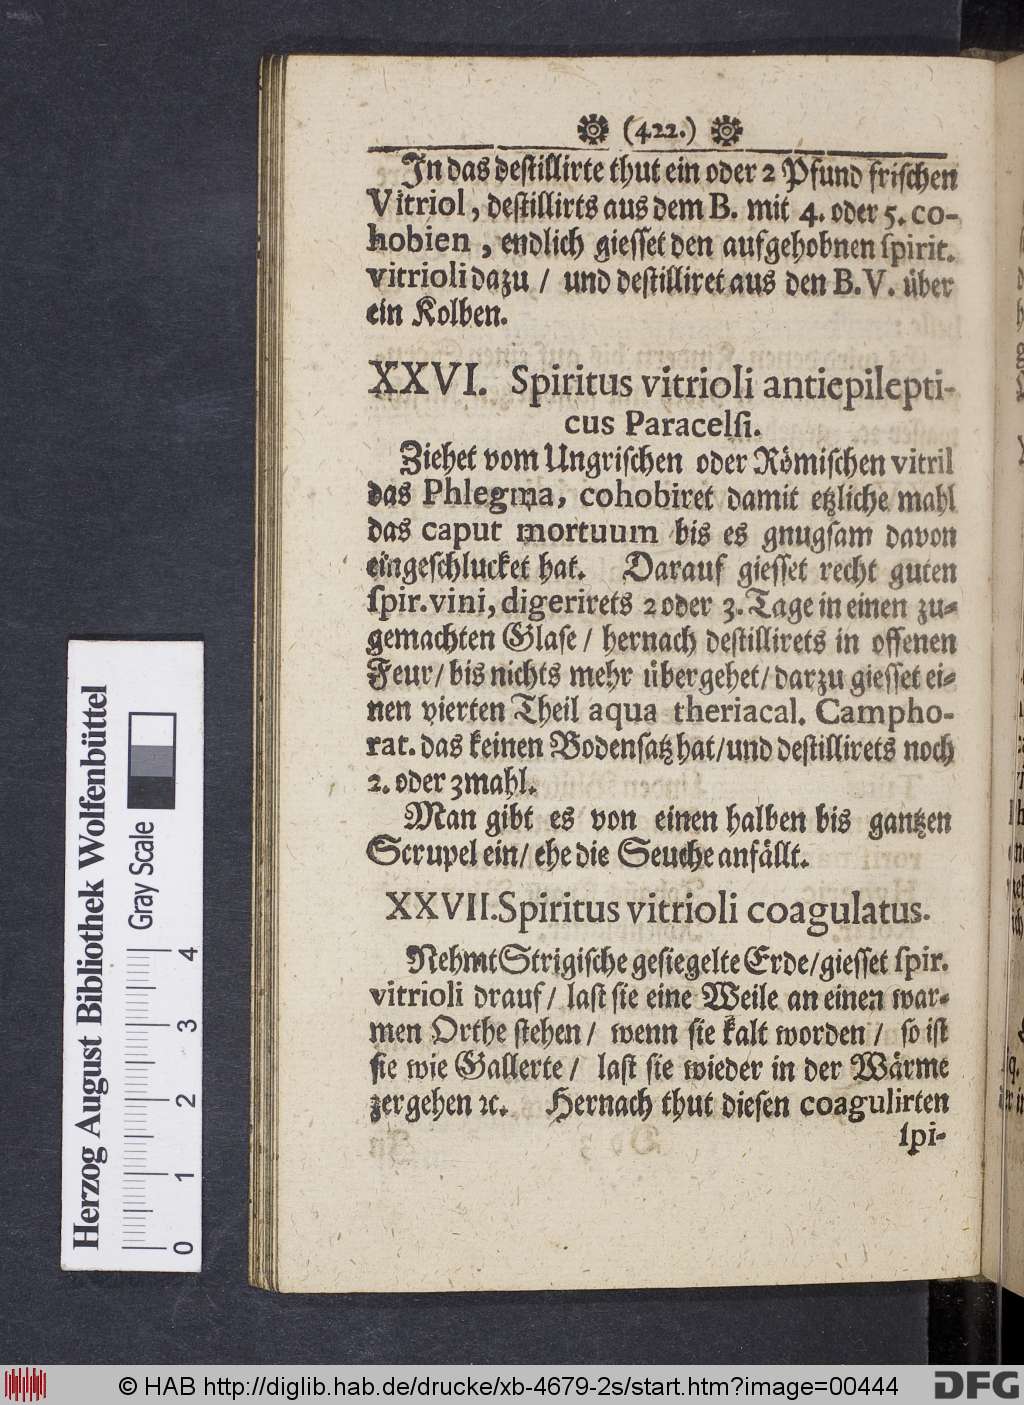 (422.)
In das destillirte thut ein oder 2 Pfund frischen
Vitriol, destillirts aus dem B. mit 4. oder 5. co-
hobien, endlich giesset den aufgehobnen spirit.
vitrioli dazu / und destilliret aus den B. V. über
ein Kolben.
XXVI. Spiritus vitrioli antiepilepti-
cus Paracelsi.
Ziehet vom Ungrischen oder Römischen vitril
das Phlegma, cohobiret damit etzliche mahl
das caput mortuum bis es gnugsam davon
eingeschlucket hat. Darauf giesset recht guten
spir. vini, digerirets 2 oder 3. Tage in einen zu-
gemachten Glase / hernach destillirets in offenen
Feur / bis nichts mehr übergehet / darzu giesset ei-
nen vierten Theil aqua theriacal. Campho-
rat. das keinen Bodensatz hat / und destillirets noch
2. oder 3mahl.
Man gibt es von einen halben bis gantzen
Scrupel ein / ehe die Seuche anfällt.
XXVII. Spiritus vitrioli coagulatus.
Nehmt Strigische gesiegelte Erde / giesset spir.
vitrioli drauf / last sie eine Weile an einen war-
men Orthe stehen / wenn sie kalt worden / so ist
sie wie Gallerte / last sie wieder in der Wärme
zergehen ꝛc. Hernach thut diesen coagulirten
spi-
Herzog August Bibliothek Wolfenbüttel
Gray Scale
0 1 2 3 4
© HAB http://diglib.hab.de/drucke/xb-4679-2s/start.htm?image=00444
DFG